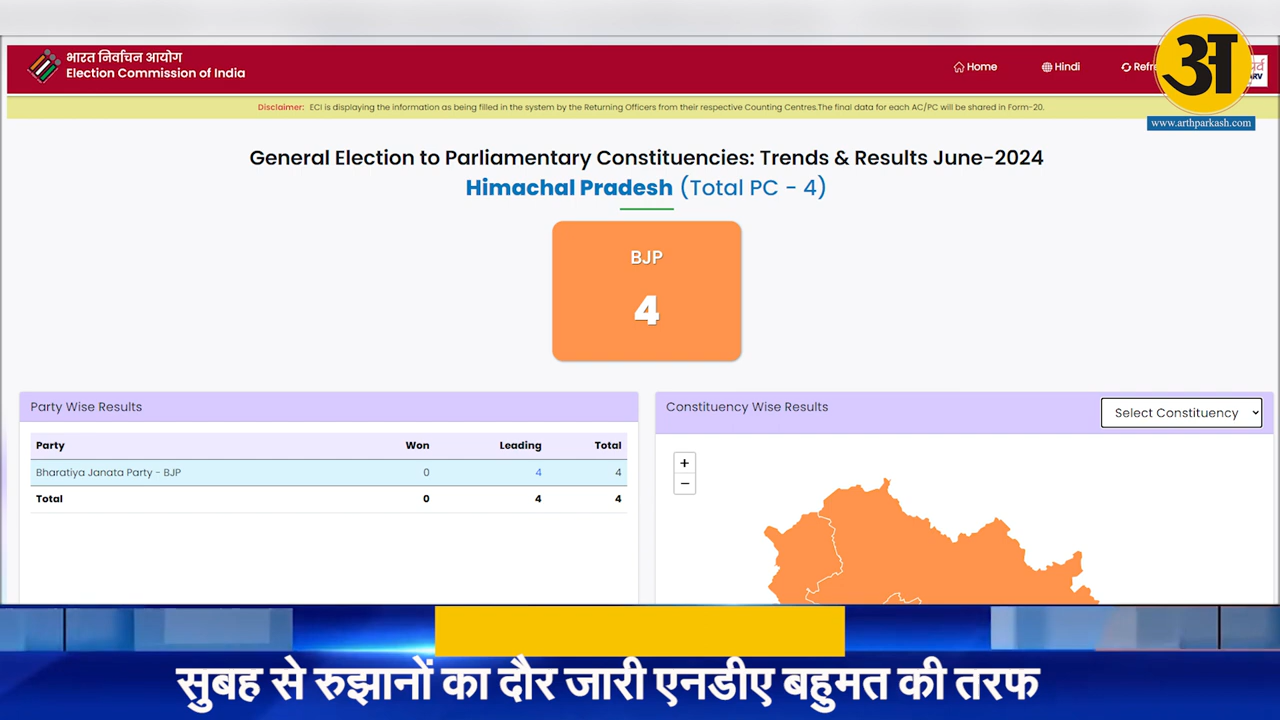 भारत निर्वाचन आयोग
Election Commission of India
Home
Hindi
अ
www.arthparkash.com
Disclaimer: ECI is displaying the information as being filled in the system by the Returning Officers from their respective Counting Centres.The final data for each AC/PC will be shared in Form-20.
General Election to Parliamentary Constituencies: Trends & Results June-2024
Himachal Pradesh (Total PC - 4)
BJP
4
Party Wise Results
Party Won Leading Total
Bharatiya Janata Party - BJP 0 4 4
Total 0 4 4
Constituency Wise Results
Select Constituency
+
−
सुबह से रुझानों का दौर जारी एनडीए बहुमत की तरफ